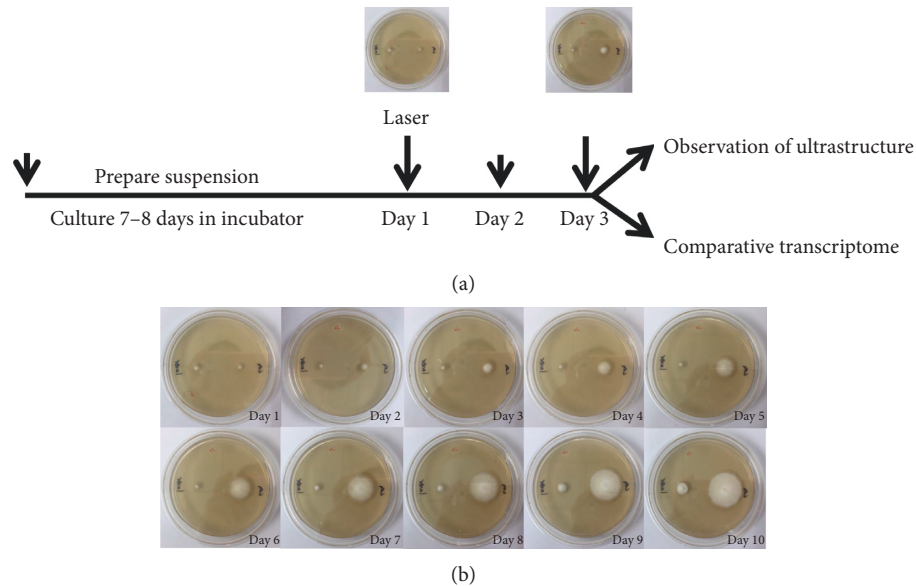 Laser
Prepare suspension
Culture 7–8 days in incubator
Day 1
Day 2
Day 3
Observation of ultrastructure
Comparative transcriptome
(a)
Day 1
Day 2
Day 3
Day 4
Day 5
Day 6
Day 7
Day 8
Day 9
Day 10
(b)